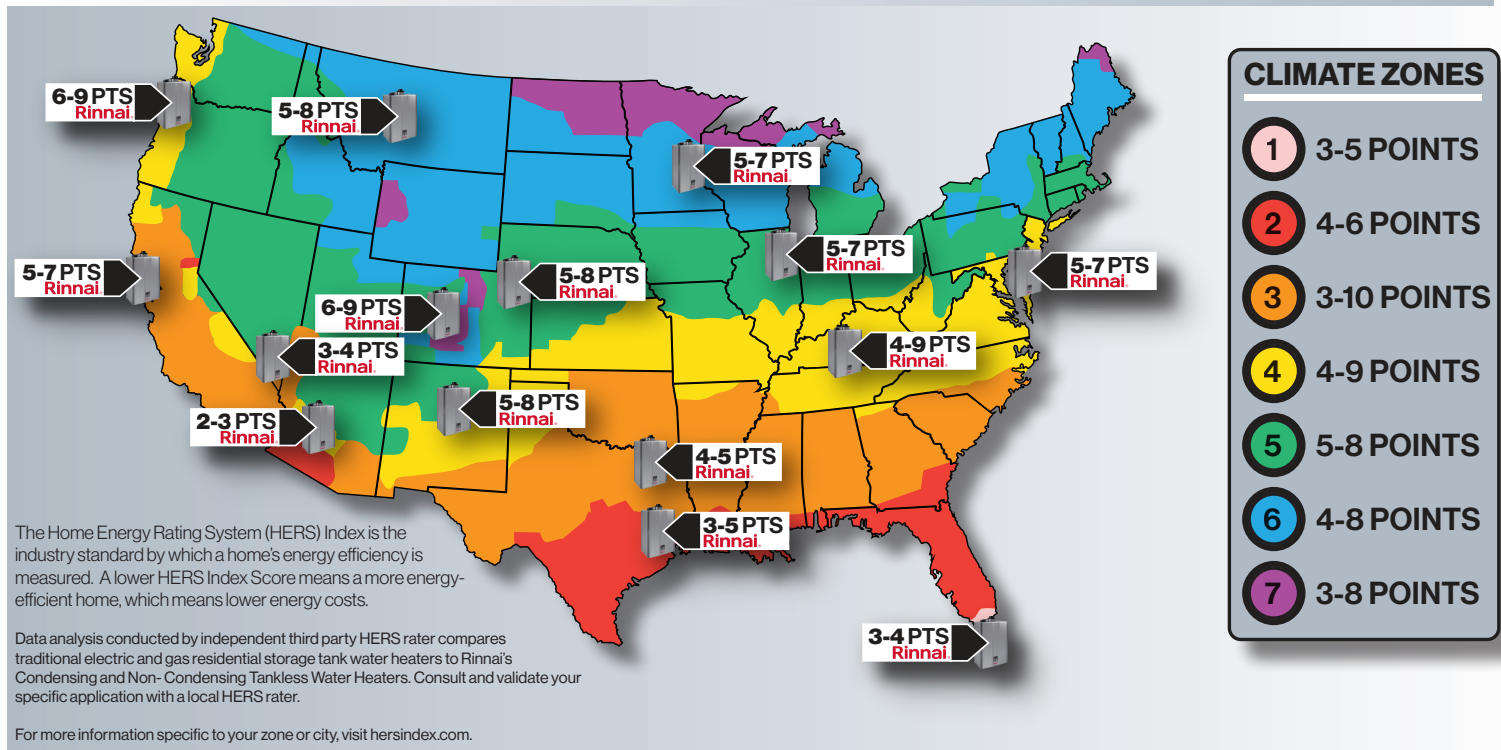 CLIMATE ZONES
1 3-5 POINTS
2 4-6 POINTS
3 3-10 POINTS
4 4-9 POINTS
5 5-8 POINTS
6 4-8 POINTS
7 3-8 POINTS
6-9 PTS
Rinnai
5-8 PTS
Rinnai
5-7 PTS
Rinnai
5-7 PTS
Rinnai
5-7 PTS
Rinnai
5-7 PTS
Rinnai
5-8 PTS
Rinnai
6-9 PTS
Rinnai
3-4 PTS
Rinnai
4-9 PTS
Rinnai
2-3 PTS
Rinnai
5-8 PTS
Rinnai
4-5 PTS
Rinnai
3-5 PTS
Rinnai
3-4 PTS
Rinnai
The Home Energy Rating System (HERS) Index is the
industry standard by which a home's energy efficiency is
measured. A lower HERS Index Score means a more energy-
efficient home, which means lower energy costs.
Data analysis conducted by independent third party HERS rater compares
traditional electric and gas residential storage tank water heaters to Rinnai's
Condensing and Non- Condensing Tankless Water Heaters. Consult and validate your
specific application with a local HERS rater.
For more information specific to your zone or city, visit hersindex.com.